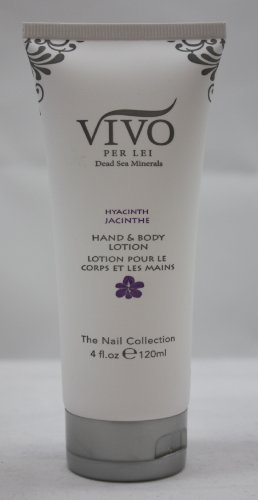 VIVO
PER LEI
Dead Sea Minerals
HYACINTH
JACINTHE
HAND & BODY
LOTION
LOTION POUR LE
CORPS ET LES MAINS
The Nail Collection
4 fl.oz ℮ 120ml